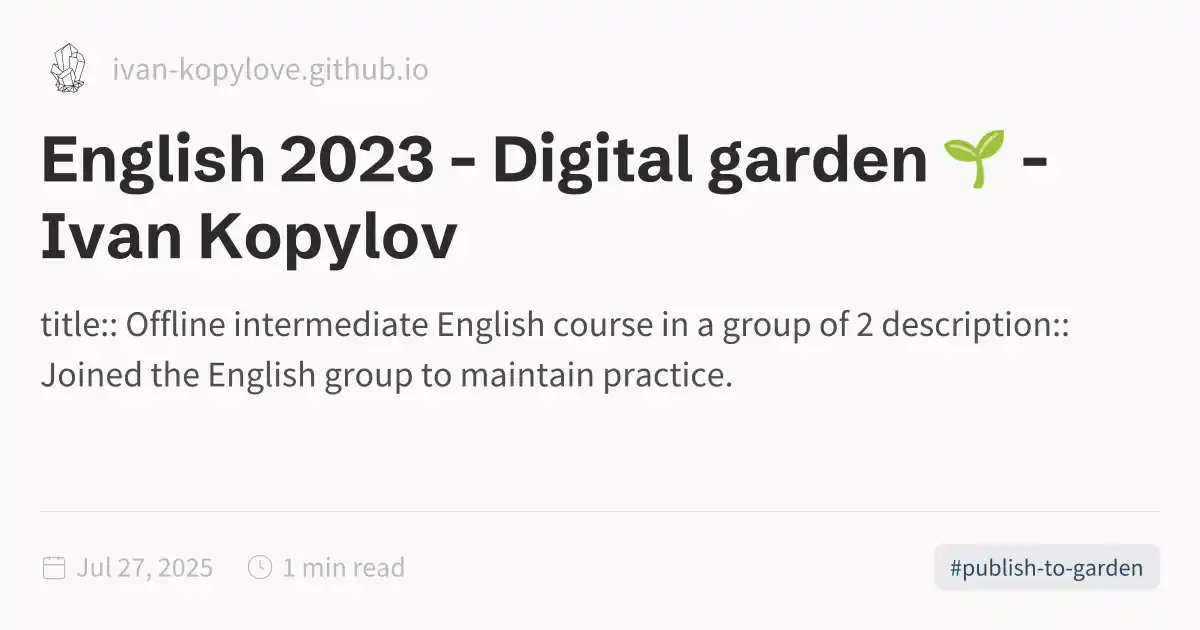 ivan-kopylove.github.io
English 2023 - Digital garden 🌱 -
Ivan Kopylov
title:: Offline intermediate English course in a group of 2 description::
Joined the English group to maintain practice.
Jul 27, 2025 1 min read
#publish-to-garden